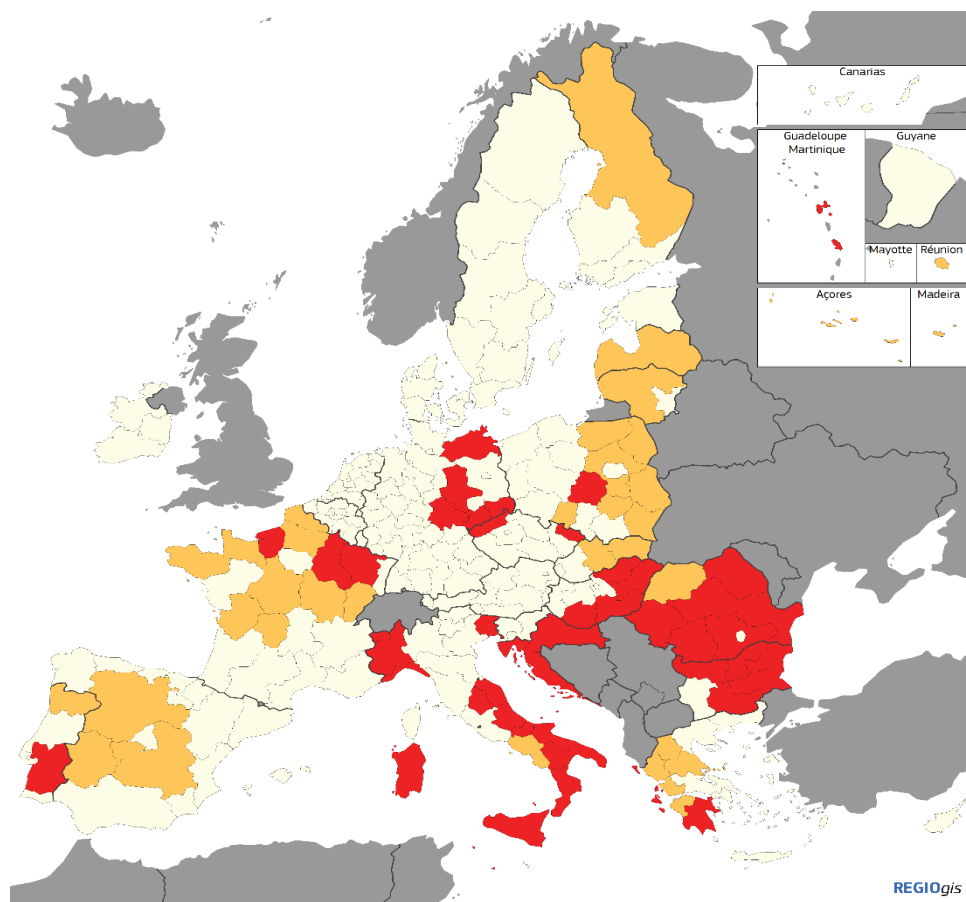 Canarias
Guadeloupe
Martinique
Guyane
Mayotte
Réunion
Açores
Madeira
REGIOgis